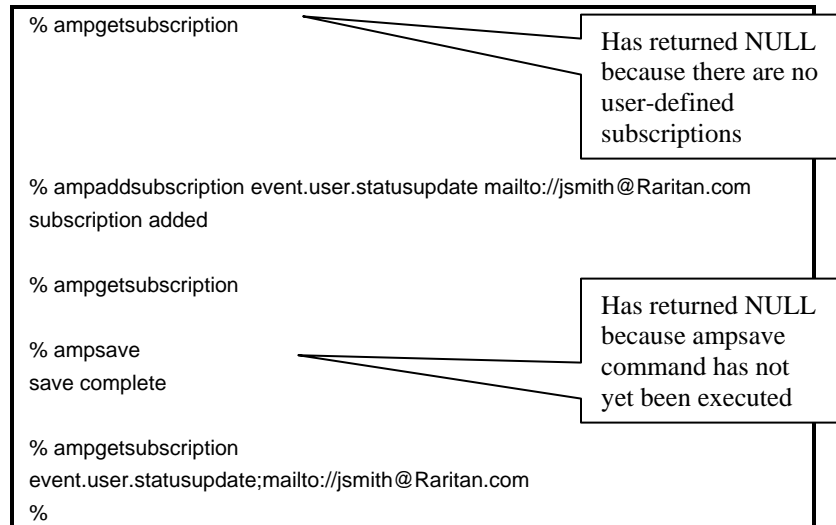 % ampgetsubscription
Has returned NULL
because there are no
user-defined
subscriptions
% ampaddsubscription event.user.statusupdate mailto://jsmith@Raritan.com
subscription added
% ampgetsubscription
Has returned NULL
because ampsave
command has not
yet been executed
% ampsave
save complete
% ampgetsubscription
event.user.statusupdate;mailto://jsmith@Raritan.com
%